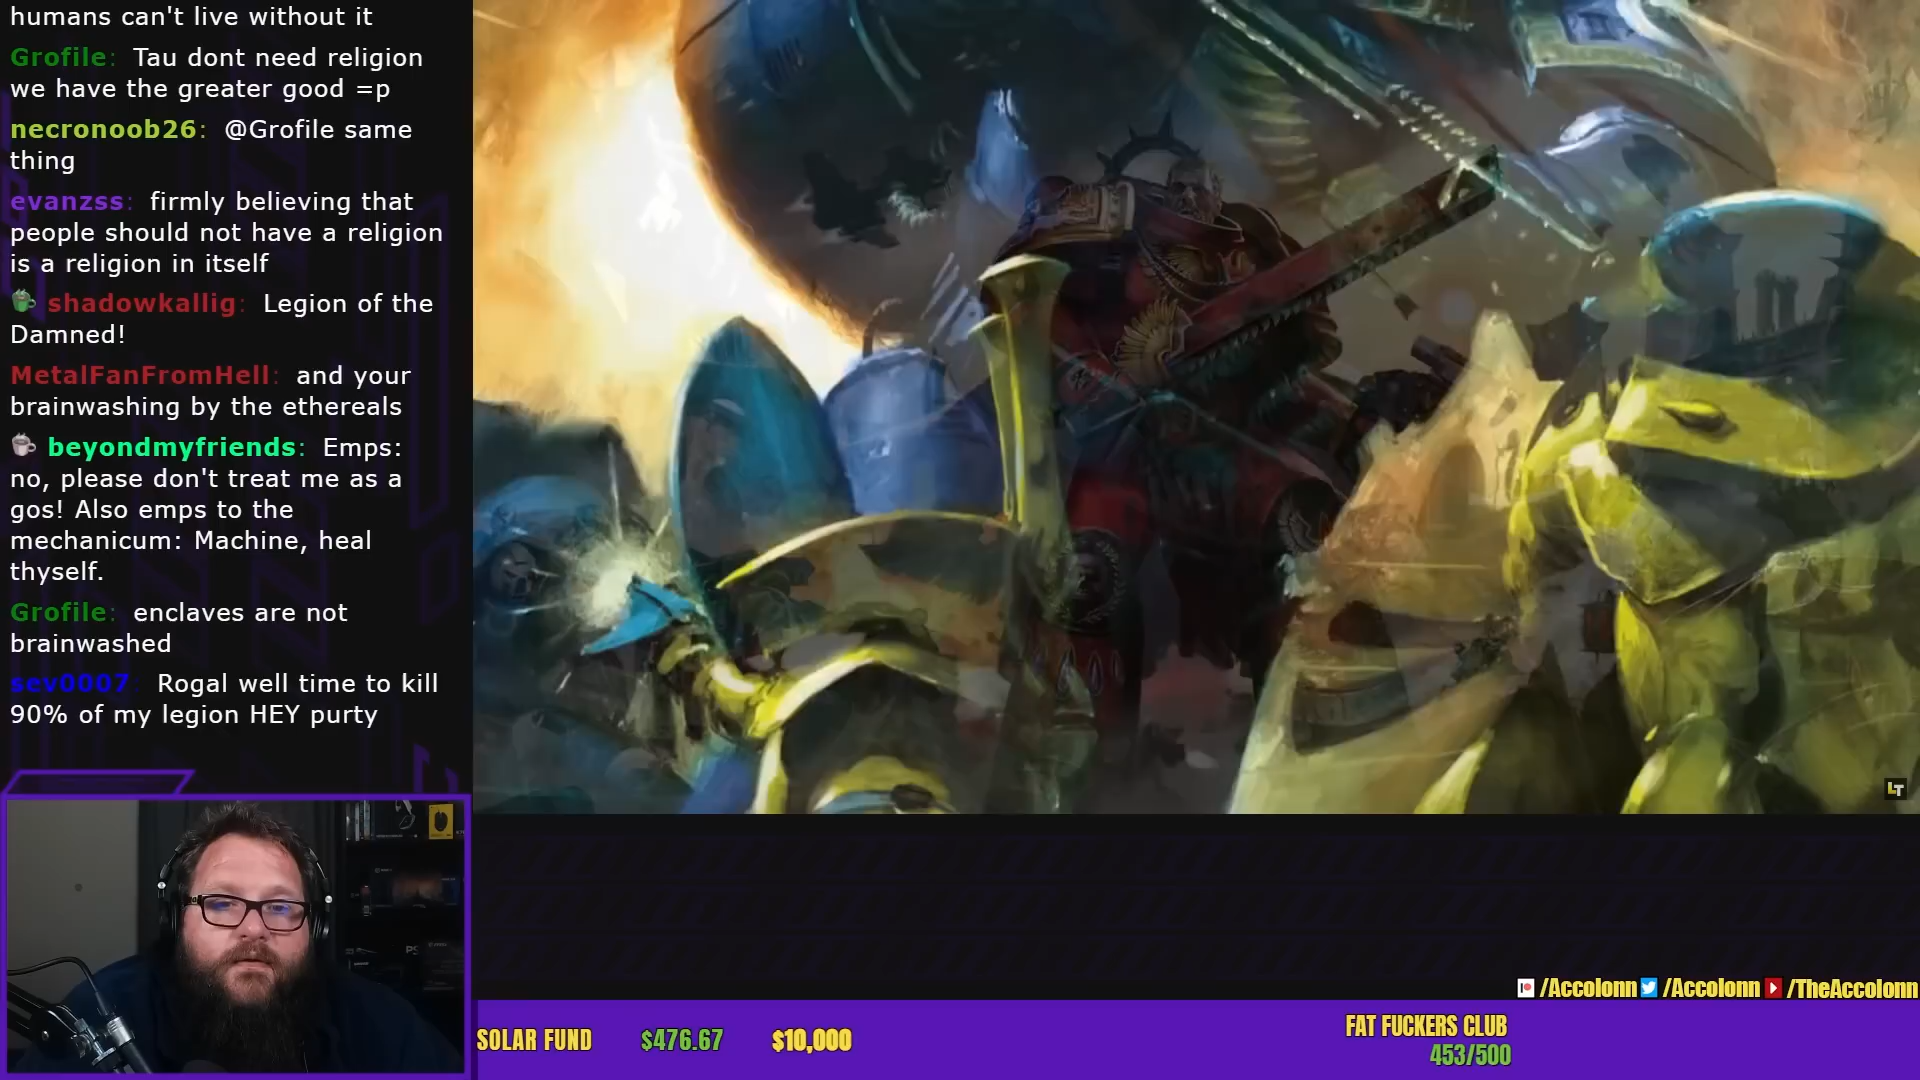 humans can't live without it
Grofile: Tau dont need religion
we have the greater good =p
necronoob26: @Grofile same
thing
evanzss: firmly believing that
people should not have a religion
is a religion in itself
shadowkallig: Legion of the
Damned!
MetalFanFromHell: and your
brainwashing by the ethereals
beyondmyfriends: Emps:
no, please don't treat me as a
gos! Also emps to the
mechanicum: Machine, heal
thyself.
Grofile: enclaves are not
brainwashed
sev0007: Rogal well time to kill
90% of my legion HEY purty
LT
/Accolonn /Accolonn /TheAccolonn
SOLAR FUND $476.67 $10,000
FAT FUCKERS CLUB
453/500